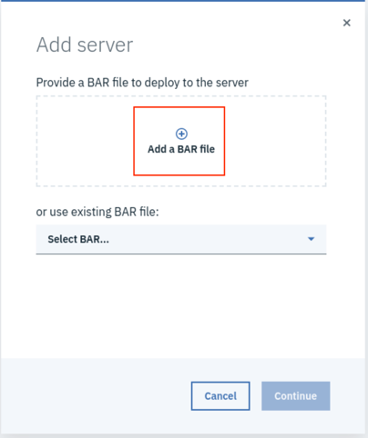 Add server
Provide a BAR file to deploy to the server
Add a BAR file
or use existing BAR file:
Select BAR...
Cancel
Continue